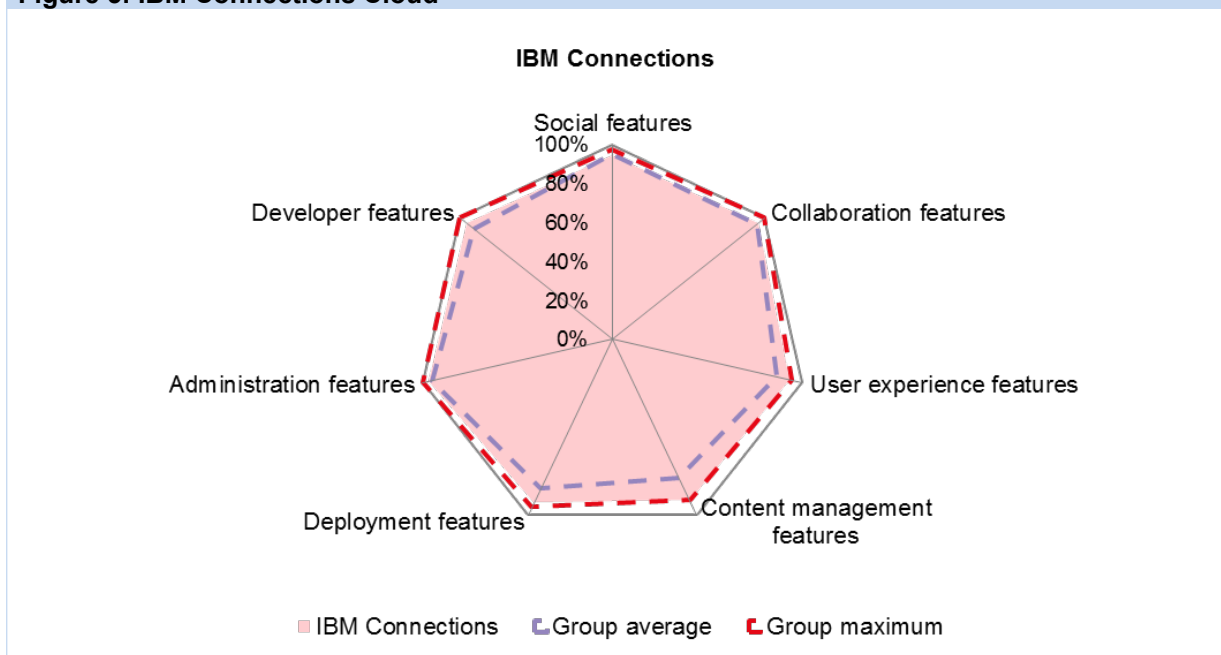 IBM Connections
Social features
100%
80%
60%
40%
20%
0%
Developer features
Collaboration features
Administration features
User experience features
Deployment features
Content management
features
IBM Connections
Group average
Group maximum